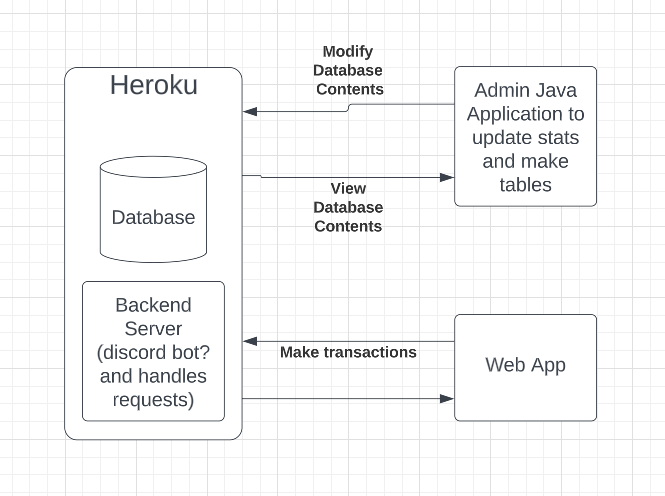 Heroku
Database
Backend
Server
(discord bot?
and handles
requests)
Modify
Database
Contents
View
Database
Contents
Make transactions
Admin Java
Application to
update stats
and make
tables
Web App